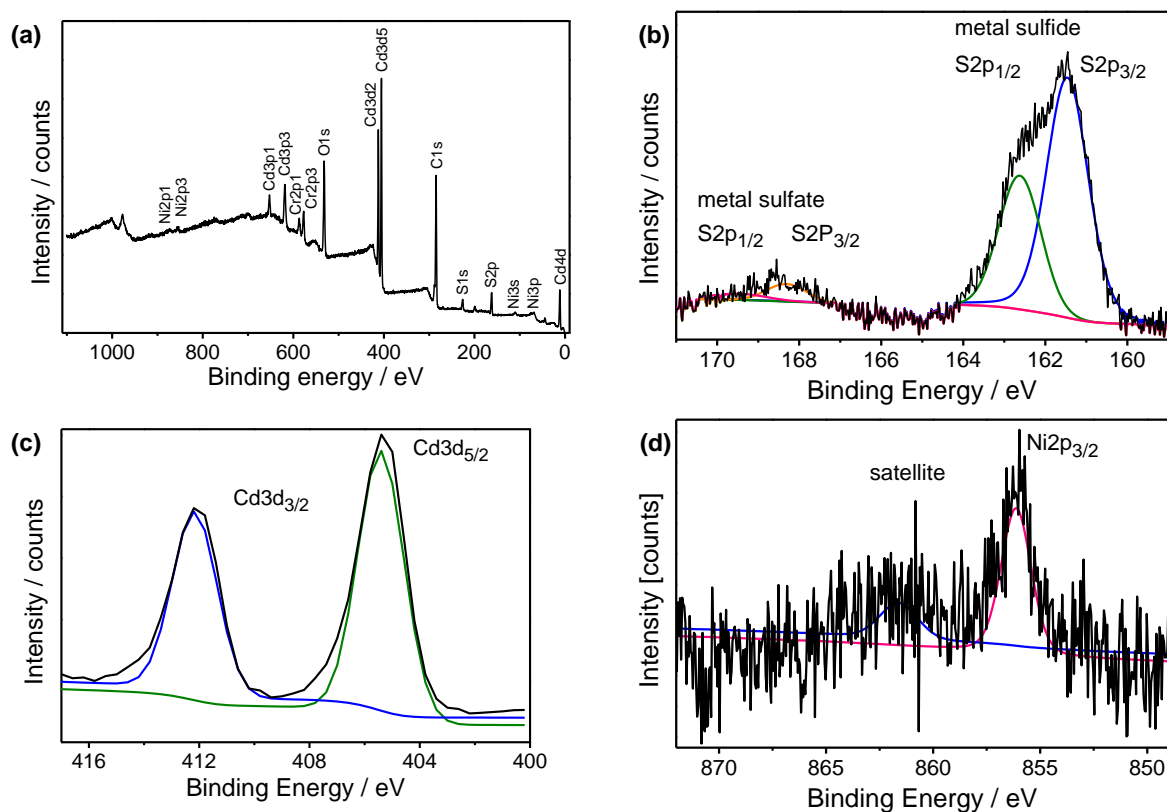 (a)
Intensity / counts
Ni2p1
Ni2p3
Cd3p1
Cd3p3
Cr2p1
Cr2p3
O1s
Cd3d2
Cd3d5
C1s
S1s
S2p
Ni3s
Ni3p
Cd4d
1000 800 600 400 200 0
Binding energy / eV
(b)
Intensity / counts
metal sulfide
S2p1/2 S2p3/2
metal sulfate
S2p1/2 S2P3/2
170 168 166 164 162 160
Binding Energy / eV
(c)
Intensity / counts
Cd3d5/2
Cd3d3/2
416 412 408 404 400
Binding Energy / eV
(d)
Intensity [counts]
Ni2p3/2
satellite
870 865 860 855 850
Binding Energy / eV